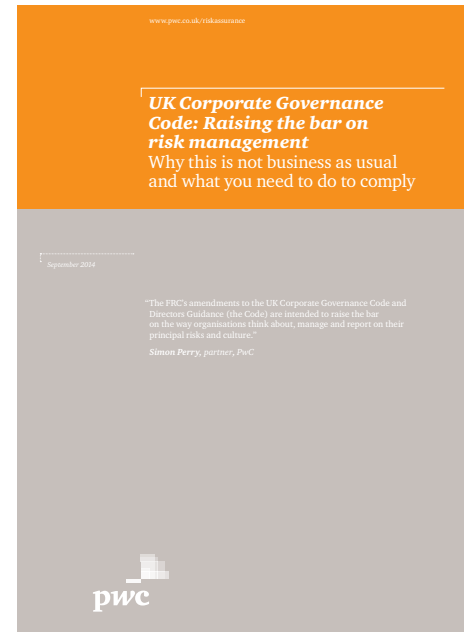 www.pwc.co.uk/riskassurance
UK Corporate Governance
Code: Raising the bar on
risk management
Why this is not business as usual
and what you need to do to comply
September 2014
“The FRC's amendments to the UK Corporate Governance Code and
Directors Guidance (the Code) are intended to raise the bar
on the way organisations think about, manage and report on their
principal risks and culture.”
Simon Perry, partner, PwC
pwc